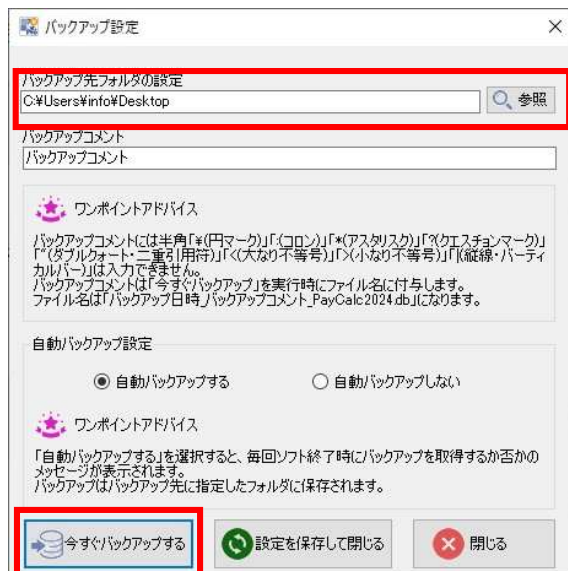 バックアップ設定
バックアップ先フォルダの設定
C:¥Users¥info¥Desktop
参照
バックアップコメント
バックアップコメント
ワンポイントアドバイス
バックアップコメントには半角「¥(円マーク)」「:(コロン)」「*(アスタリスク)」「?(クエスチョンマーク)」
「"(ダブルクォート・二重引用符)」「<(大なり不等号)」「>(小なり不等号)」「|(縦線・バーティ
カルバー)」は入力できません。
バックアップコメントは「今すぐバックアップ」を実行時にファイル名に付与します。
ファイル名は「バックアップ日時_バックアップコメント_PayCalc2024.db」になります。
自動バックアップ設定
自動バックアップする
自動バックアップしない
ワンポイントアドバイス
「自動バックアップする」を選択すると、毎回ソフト終了時にバックアップを取得するか否かの
メッセージが表示されます。
バックアップはバックアップ先に指定したフォルダに保存されます。
今すぐバックアップする
設定を保存して閉じる
閉じる